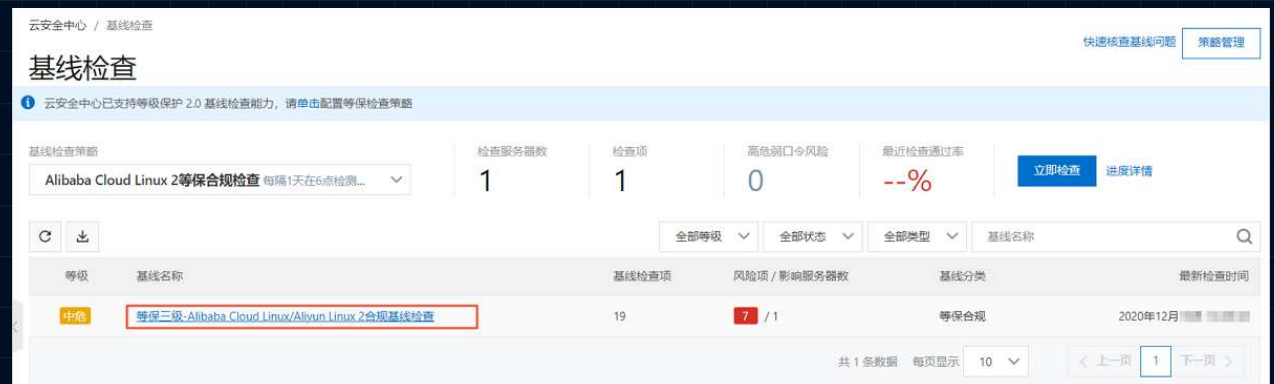 云安全中心 / 基线检查
快速核查基线问题 策略管理
基线检查
云安全中心已支持等级保护 2.0 基线检查能力，请单击配置等保检查策略
基线检查策略 检查服务器数 检查项 高危弱口令风险 最近检查通过率
Alibaba Cloud Linux 2等保合规检查 每隔1天在6点检测... 1 1 0 --% 立即检查 进度详情
全部等级 全部状态 全部类型 基线名称
等级 基线名称 基线检查项 风险项 / 影响服务器数 基线分类 最新检查时间
中危 等保三级-Alibaba Cloud Linux/Aliyun Linux 2合规基线检查 19 7 / 1 等保合规 2020年12月
共 1 条数据 每页显示 10 上一页 1 下一页